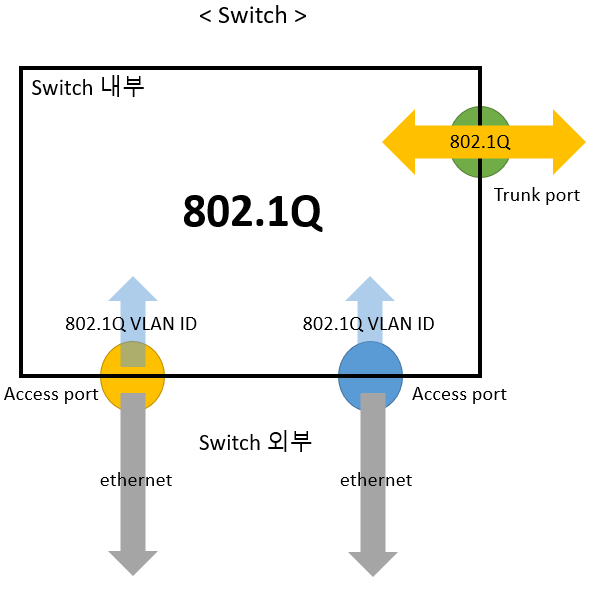 < Switch >
Switch 내부
802.1Q
Trunk port
802.1Q
802.1Q VLAN ID
802.1Q VLAN ID
Access port
Access port
Switch 외부
ethernet
ethernet